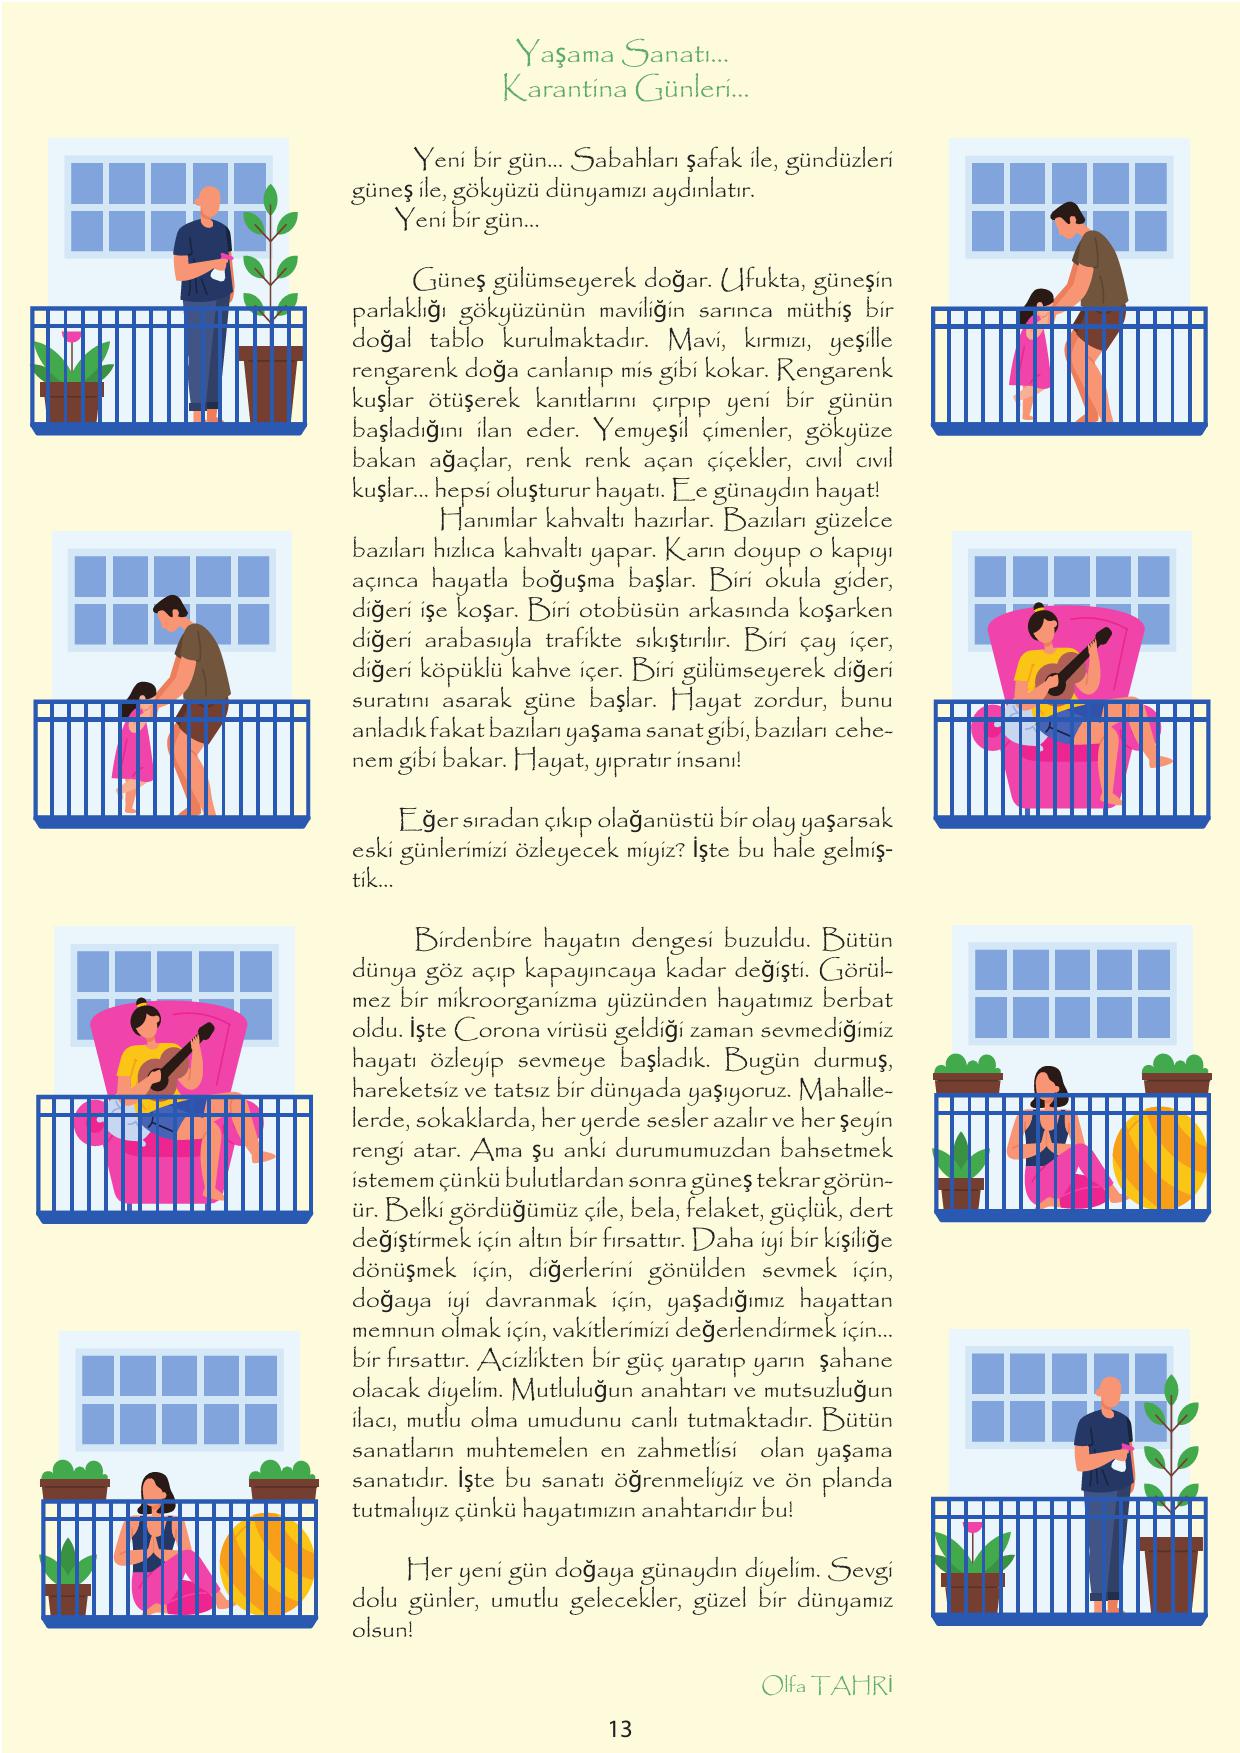 Yaşama Sanatı...
Karantina Günleri...
Yeni bir gün... Sabahları şafak ile, gündüzleri
güneş ile, gökyüzü dünyamızı aydınlatır.
Yeni bir gün...
Güneş gülümseyerek doğar. Ufukta, güneşin
parlaklığı gökyüzünün maviliğin sarınca müthiş bir
doğal tablo kurulmaktadır. Mavi, kırmızı, yeşille
rengarenk doğa canlanıp mis gibi kokar. Rengarenk
kuşlar ötüşerek kanıtlarını çırpıp yeni bir günün
başladığını ilan eder. Yemyeşil çimenler, gökyüze
bakan ağaçlar, renk renk açan çiçekler, cıvıl cıvıl
kuşlar... hepsi oluşturur hayatı. Ee günaydın hayat!
Hanımlar kahvaltı hazırlar. Bazıları güzelce
bazıları hızlıca kahvaltı yapar. Karın doyup o kapıyı
açınca hayatla boğuşma başlar. Biri okula gider,
diğeri işe koşar. Biri otobüsün arkasında koşarken
diğeri arabasıyla trafikte sıkıştırılır. Biri çay içer,
diğeri köpüklü kahve içer. Biri gülümseyerek diğeri
suratını asarak güne başlar. Hayat zordur, bunu
anladık fakat bazıları yaşama sanat gibi, bazıları cehe-
nem gibi bakar. Hayat, yıpratır insanı!
Eğer sıradan çıkıp olağanüstü bir olay yaşarsak
eski günlerimizi özleyecek miyiz? İşte bu hale gelmiş-
tik...
Birdenbire hayatın dengesi buzuldu. Bütün
dünya göz açıp kapayıncaya kadar değişti. Görül-
mez bir mikroorganizma yüzünden hayatımız berbat
oldu. İşte Corona virüsü geldiği zaman sevmediğimiz
hayatı özleyip sevmeye başladık. Bugün durmuş,
hareketsiz ve tatsız bir dünyada yaşıyoruz. Mahalle-
lerde, sokaklarda, her yerde sesler azalır ve her şeyin
rengi atar. Ama şu anki durumumuzdan bahsetmek
istemem çünkü bulutlardan sonra güneş tekrar görün-
ür. Belki gördüğümüz çile, bela, felaket, güçlük, dert
değiştirmek için altın bir fırsattır. Daha iyi bir kişiliğe
dönüşmek için, diğerlerini gönülden sevmek için,
doğaya iyi davranmak için, yaşadığımız hayattan
memnun olmak için, vakitlerimizi değerlendirmek için...
bir fırsattır. Acizlikten bir güç yaratıp yarın şahane
olacak diyelim. Mutluluğun anahtarı ve mutsuzluğun
ilacı, mutlu olma umudunu canlı tutmaktadır. Bütün
sanatların muhtemelen en zahmetlisi olan yaşama
sanatıdır. İşte bu sanatı öğrenmeliyiz ve ön planda
tutmalıyız çünkü hayatımızın anahtarıdır bu!
Her yeni gün doğaya günaydın diyelim. Sevgi
dolu günler, umutlu gelecekler, güzel bir dünyamız
olsun!
Olfa TAHRİ
13